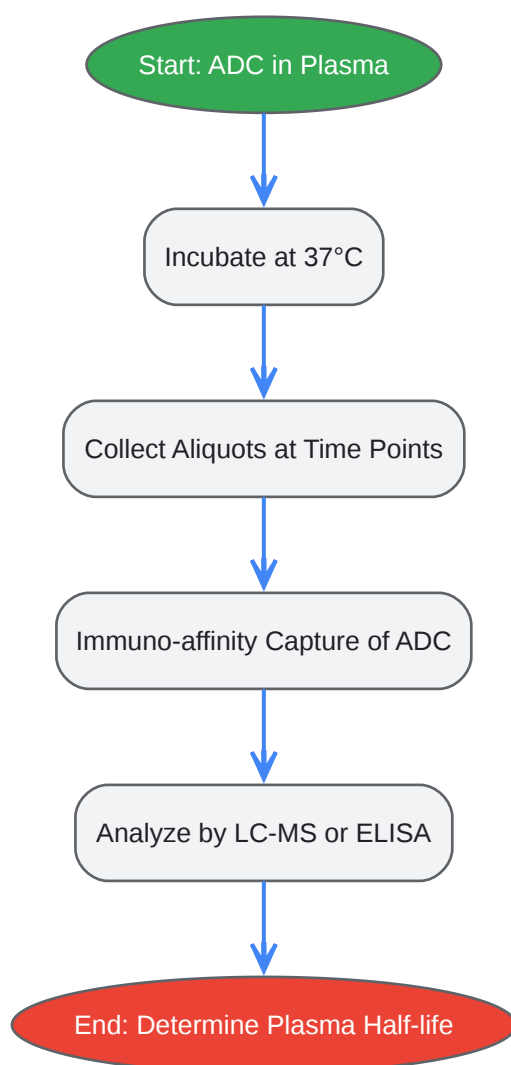 Start: ADC in Plasma
Incubate at 37°C
Collect Aliquots at Time Points
Immuno-affinity Capture of ADC
Analyze by LC-MS or ELISA
End: Determine Plasma Half-life